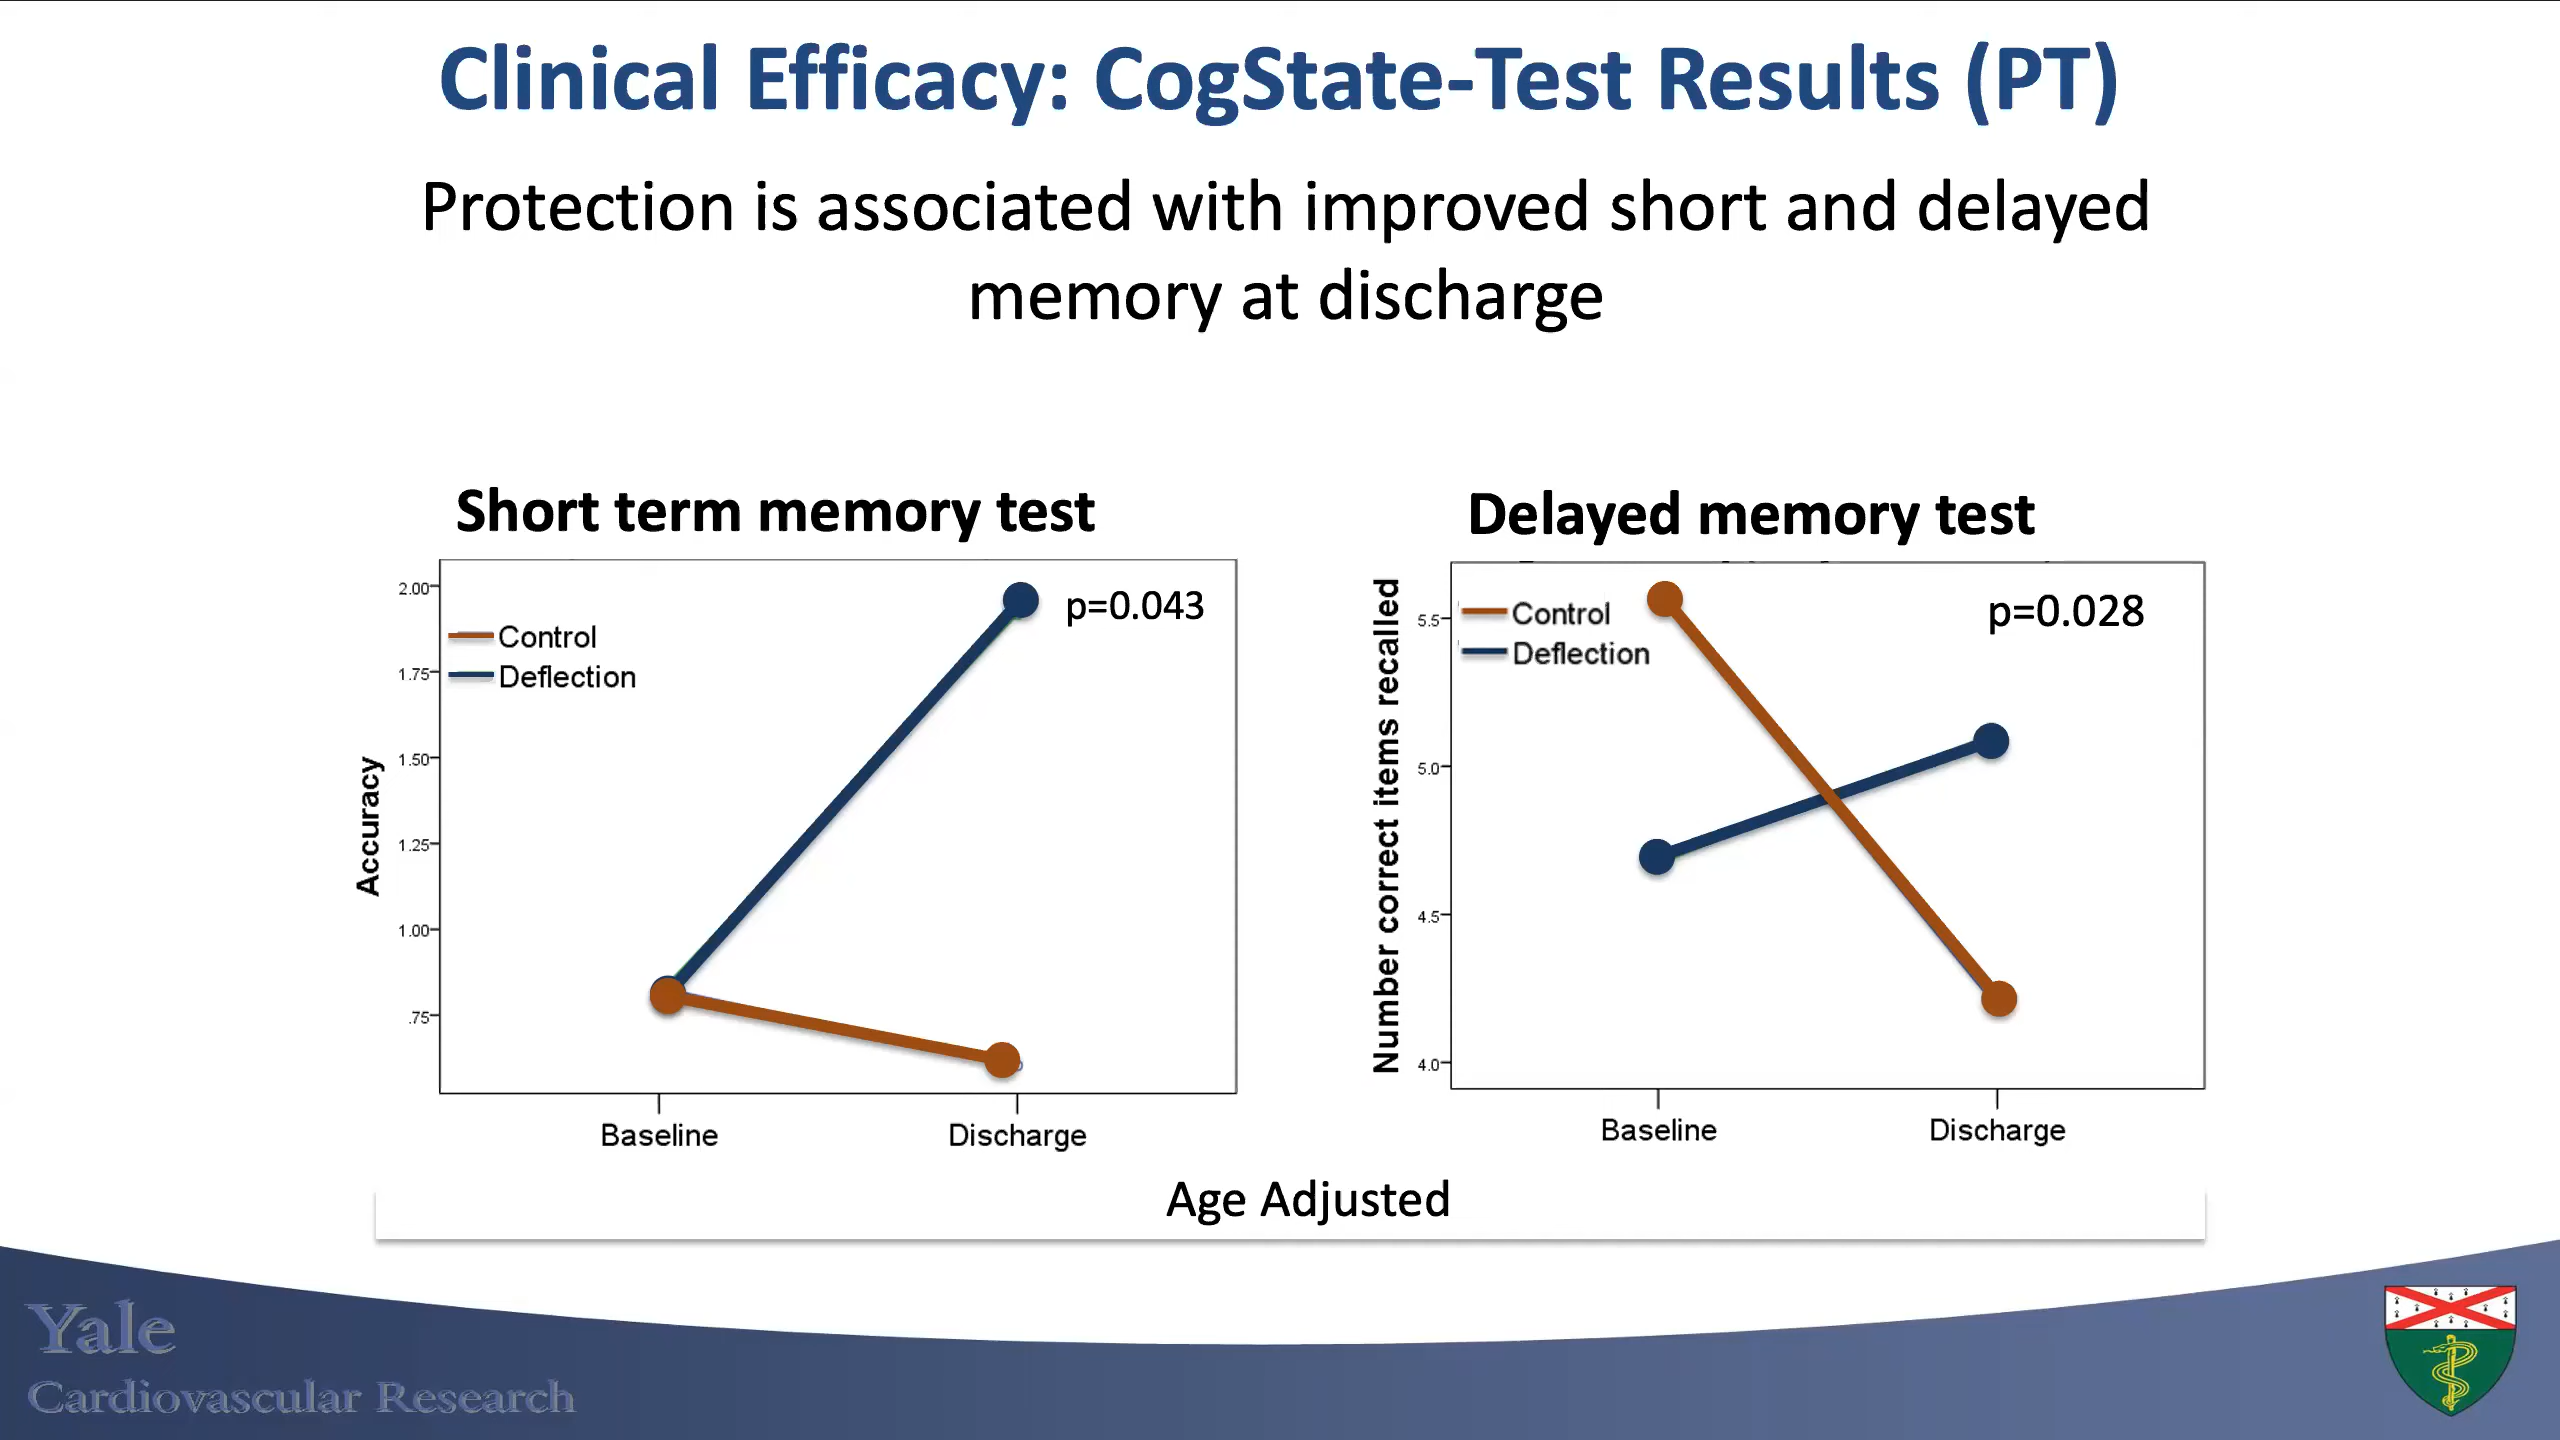 Clinical Efficacy: CogState-Test Results (PT)
Protection is associated with improved short and delayed
memory at discharge
Short term memory test
Accuracy
2.00
1.75
1.50
1.25
1.00
.75
Control
Deflection
p=0.043
Baseline
Discharge
Delayed memory test
Number correct items recalled
5.5
5.0
4.5
4.0
Control
Deflection
p=0.028
Baseline
Discharge
Age Adjusted
Yale
Cardiovascular Research